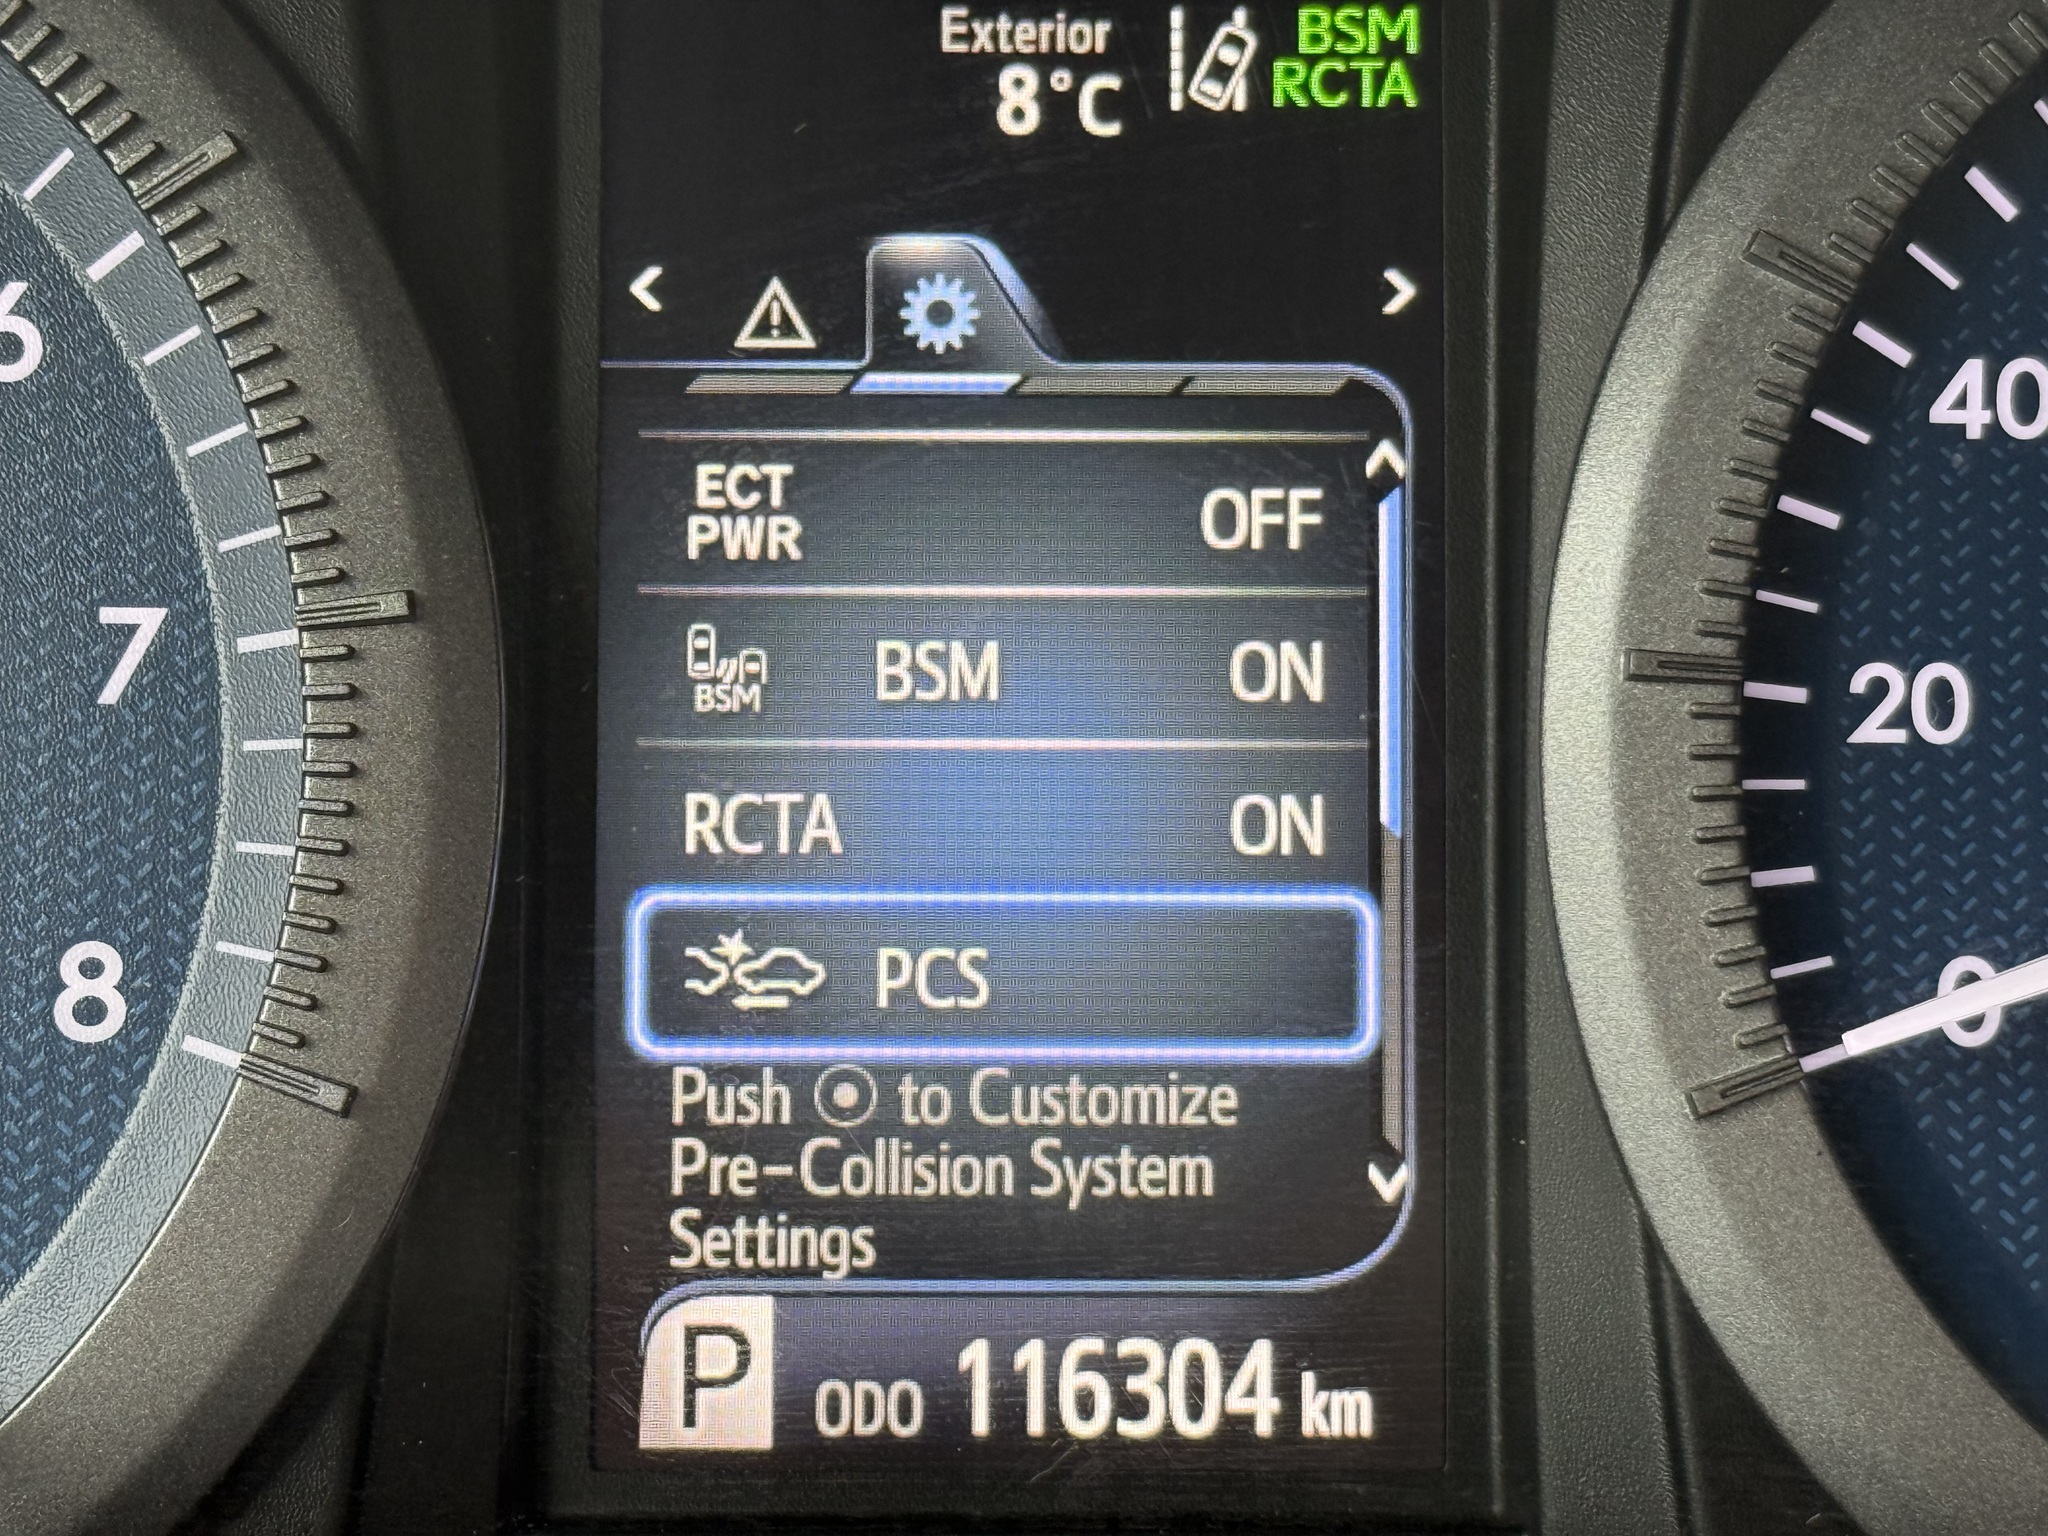 Exterior
8°C
BSM
RCTA
ECT
PWR
OFF
BSM
BSM
ON
RCTA
ON
PCS
Push to Customize
Pre-Collision System
Settings
P
ODO 116304 km
6
7
8
40
20
0